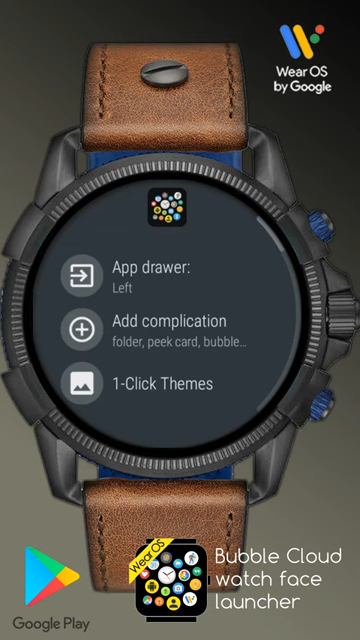 Wear OS
by Google
App drawer:
Left
Add complication
folder, peek card, bubble...
1-Click Themes
Wear OS
Bubble Cloud
watch face
launcher
Google Play